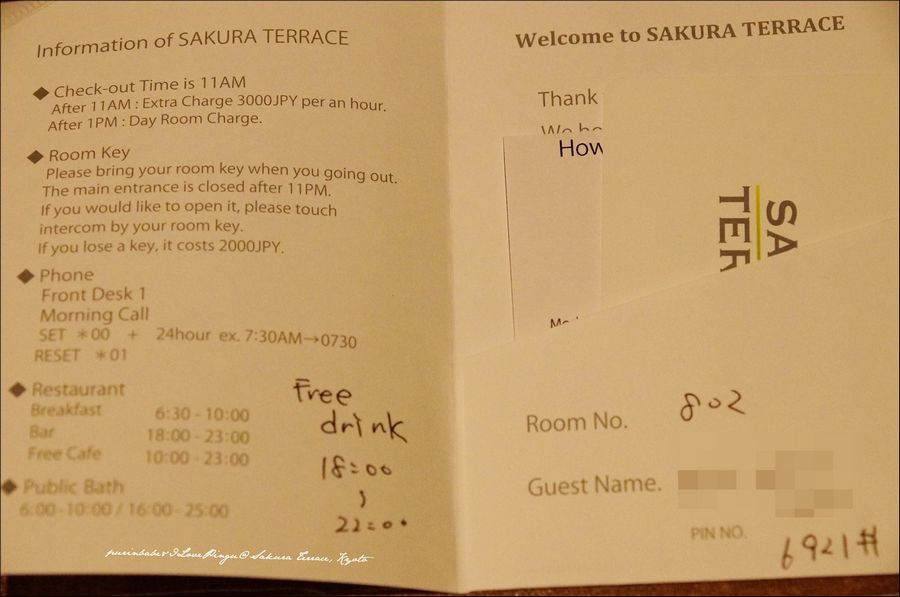 Information of SAKURA TERRACE
◆ Check-out Time is 11AM
After 11AM : Extra Charge 3000JPY per an hour.
After 1PM : Day Room Charge.
◆ Room Key
Please bring your room key when you going out.
The main entrance is closed after 11PM.
If you would like to open it, please touch
intercom by your room key.
If you lose a key, it costs 2000JPY.
◆ Phone
Front Desk 1
Morning Call
SET ＊00 + 24hour ex. 7:30AM→0730
RESET ＊01
◆ Restaurant
Breakfast 6:30 - 10:00
Bar 18:00 - 23:00
Free Cafe 10:00 - 23:00
◆ Public Bath
6:00 -10:00 / 16:00 - 25:00
Free
drink
18:00
〜
22:00
Welcome to SAKURA TERRACE
Thank
We ho
How
SA
TER
Room No. 802
Guest Name.
PIN NO.
6921#
purinbabe & I Love Pingu @ Sakura Terrace, Kyoto